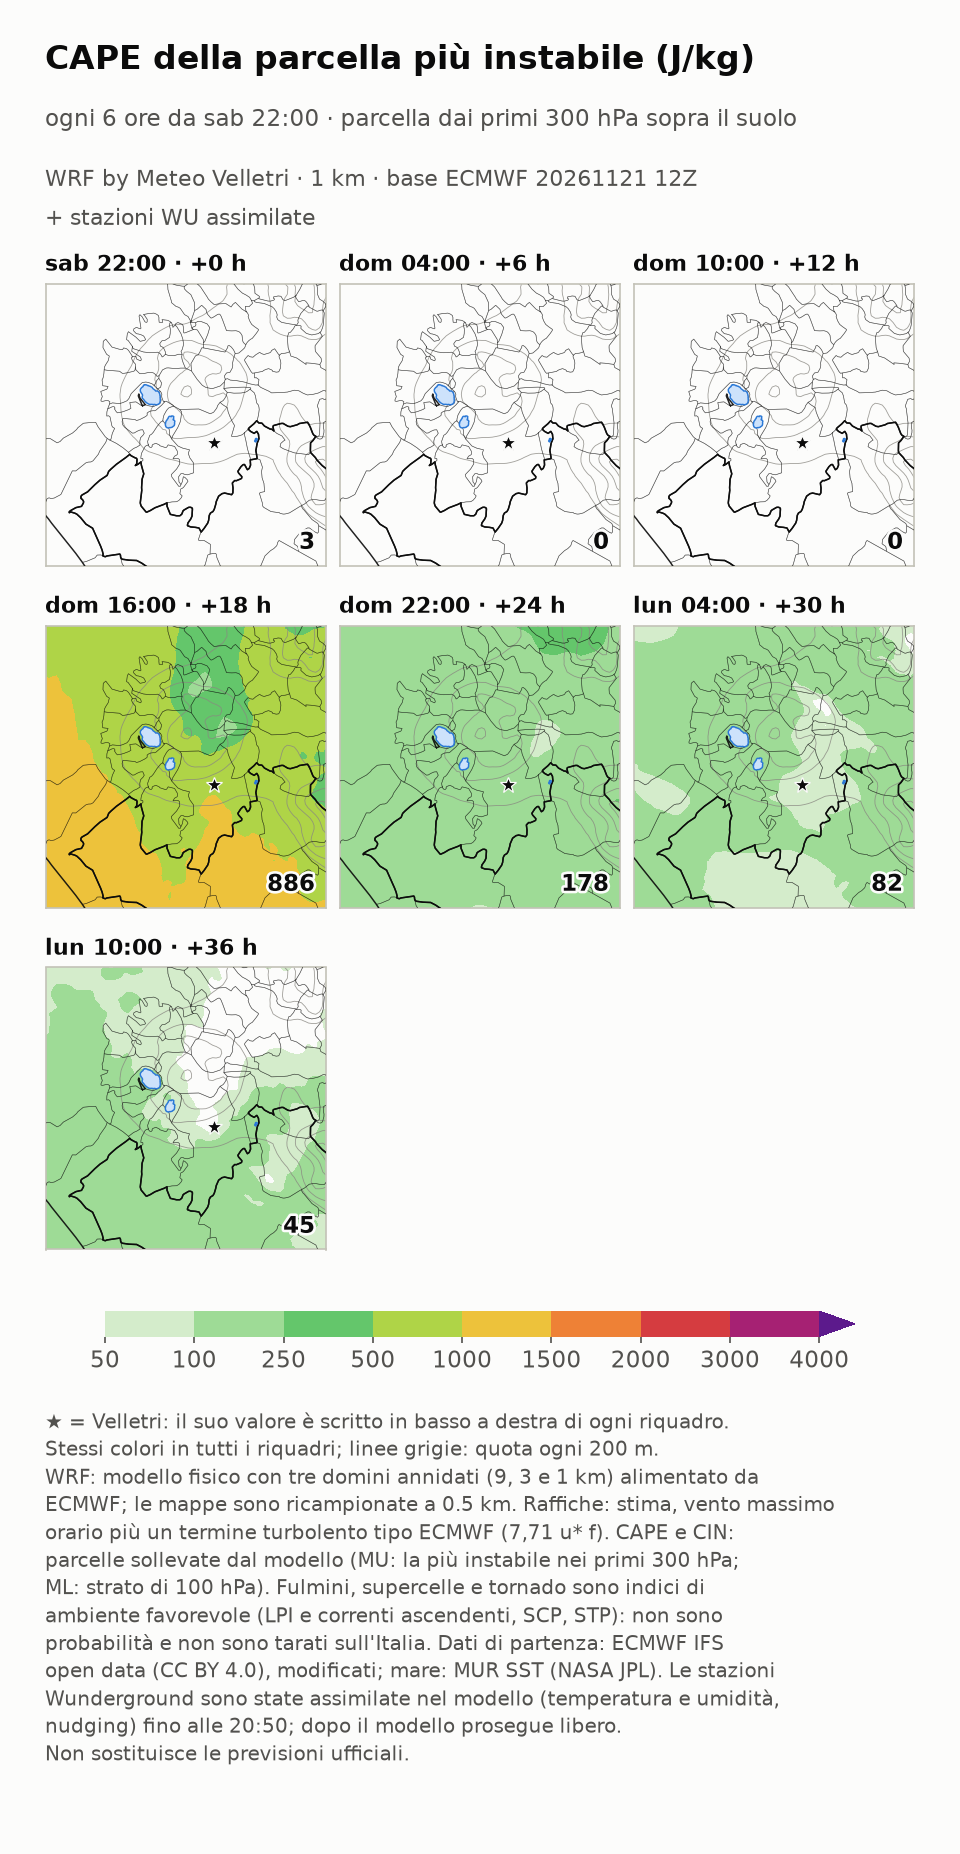 CAPE della parcella più instabile (J/kg)
ogni 6 ore da sab 22:00 · parcella dai primi 300 hPa sopra il suolo
WRF by Meteo Velletri · 1 km · base ECMWF 20261121 12Z
+ stazioni WU assimilate
sab 22:00 · +0 h
dom 04:00 · +6 h
dom 10:00 · +12 h
3
0
0
dom 16:00 · +18 h
dom 22:00 · +24 h
lun 04:00 · +30 h
886
178
82
lun 10:00 · +36 h
45
50 100 250 500 1000 1500 2000 3000 4000
★ = Velletri: il suo valore è scritto in basso a destra di ogni riquadro.
Stessi colori in tutti i riquadri; linee grigie: quota ogni 200 m.
WRF: modello fisico con tre domini annidati (9, 3 e 1 km) alimentato da
ECMWF; le mappe sono ricampionate a 0.5 km. Raffiche: stima, vento massimo
orario più un termine turbolento tipo ECMWF (7,71 u* f). CAPE e CIN:
parcelle sollevate dal modello (MU: la più instabile nei primi 300 hPa;
ML: strato di 100 hPa). Fulmini, supercelle e tornado sono indici di
ambiente favorevole (LPI e correnti ascendenti, SCP, STP): non sono
probabilità e non sono tarati sull'Italia. Dati di partenza: ECMWF IFS
open data (CC BY 4.0), modificati; mare: MUR SST (NASA JPL). Le stazioni
Wunderground sono state assimilate nel modello (temperatura e umidità,
nudging) fino alle 20:50; dopo il modello prosegue libero.
Non sostituisce le previsioni ufficiali.